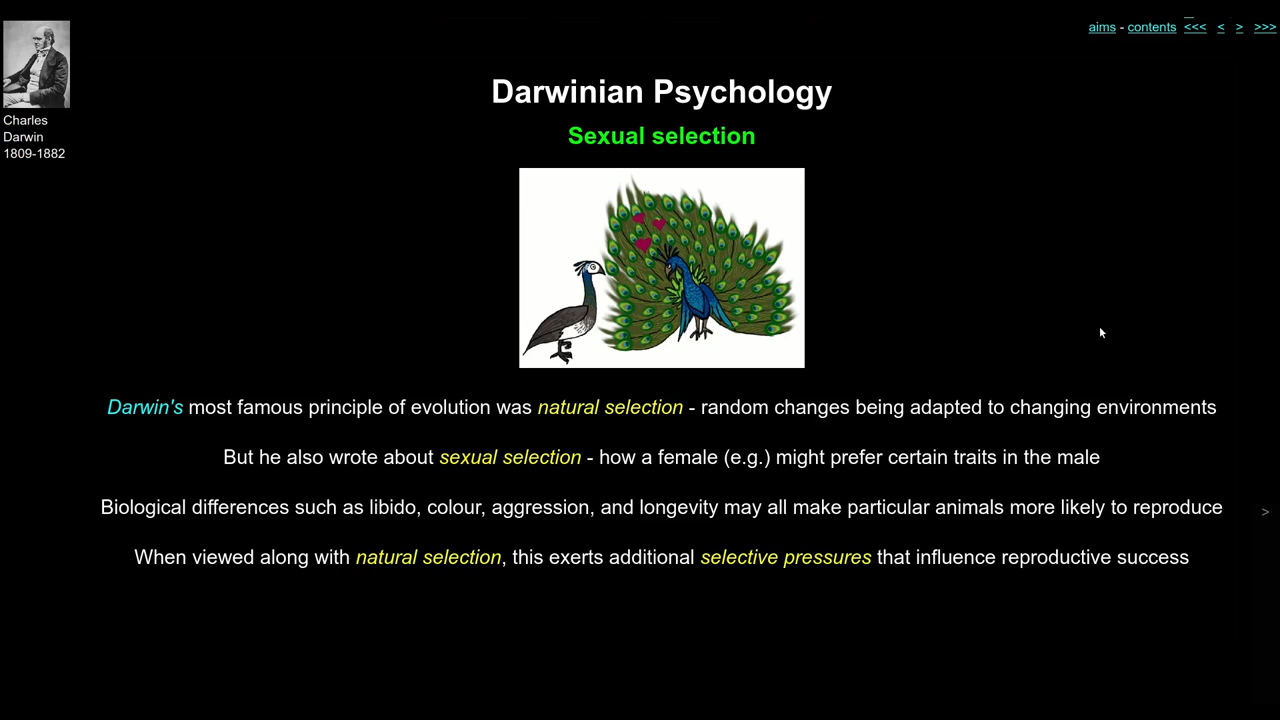 aims - contents <<< < > >>>
Charles
Darwin
1809-1882
Darwinian Psychology
Sexual selection
Darwin's most famous principle of evolution was natural selection - random changes being adapted to changing environments
But he also wrote about sexual selection - how a female (e.g.) might prefer certain traits in the male
Biological differences such as libido, colour, aggression, and longevity may all make particular animals more likely to reproduce
>
When viewed along with natural selection, this exerts additional selective pressures that influence reproductive success